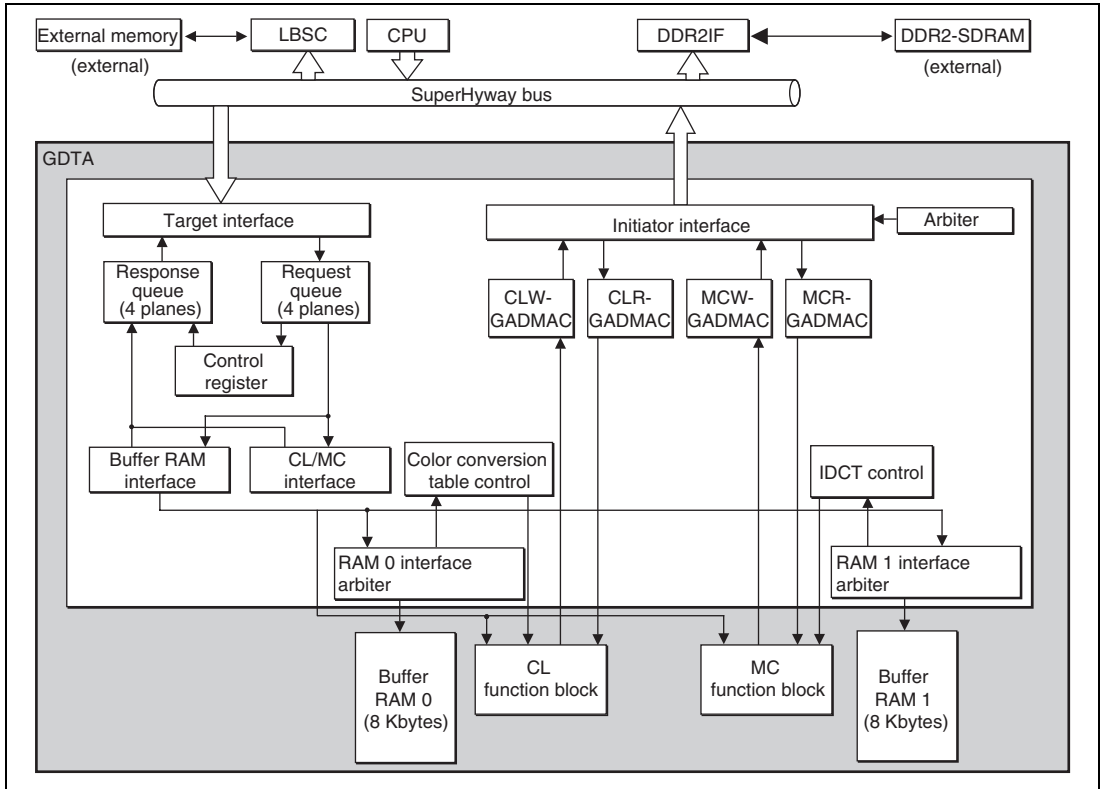 External memory
(external)
LBSC
CPU
DDR2IF
DDR2-SDRAM
(external)
SuperHyway bus
GDTA
Target interface
Initiator interface
Arbiter
Response
queue
(4 planes)
Request
queue
(4 planes)
CLW-
GADMAC
CLR-
GADMAC
MCW-
GADMAC
MCR-
GADMAC
Control
register
Buffer RAM
interface
CL/MC
interface
Color conversion
table control
IDCT control
RAM 0 interface
arbiter
RAM 1 interface
arbiter
Buffer
RAM 0
(8 Kbytes)
CL
function block
MC
function block
Buffer
RAM 1
(8 Kbytes)